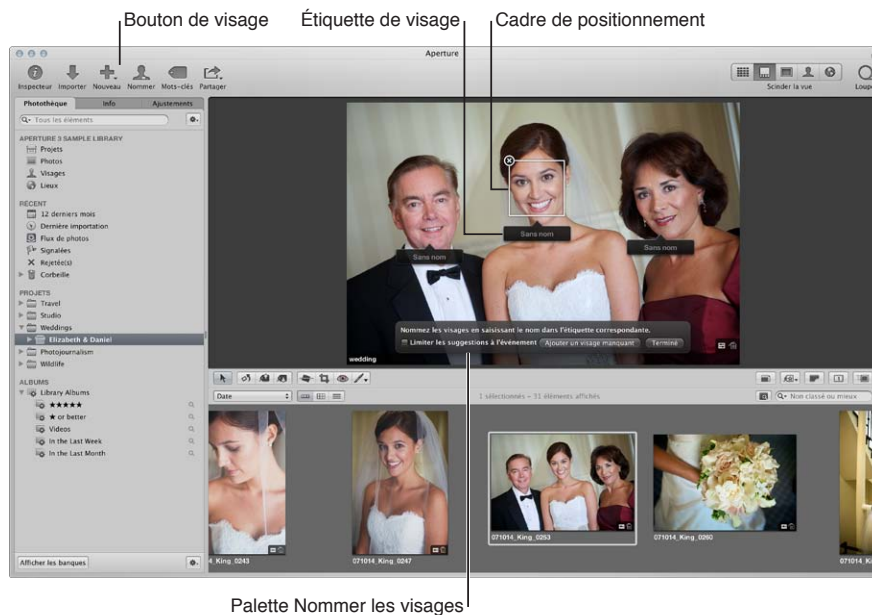 Bouton de visage
Étiquette de visage
Cadre de positionnement
Aperture
Inspecteur Importer Nouveau Nommer Mots-clés Partager
Scinder la vue
Loupe
Photothèque Info Ajustements
Tous les éléments
APERTURE 3 SAMPLE LIBRARY
Projets
Photos
Visages
Lieux
RÉCENT
12 derniers mois
Dernière importation
Flux de photos
Signalées
Rejetée(s)
Corbeille
PROJETS
Travel
Studio
Weddings
Elizabeth & Daniel
Photojournalism
Wildlife
ALBUMS
Library Albums
★★★★★
★ or better
Videos
In the Last Week
In the Last Month
Afficher les banques
Sans nom
Sans nom
Sans nom
Nommez les visages en saisissant le nom dans l'étiquette correspondante.
Limiter les suggestions à l'événement Ajouter un visage manquant Terminé
wedding
Date
1 sélectionnés - 31 éléments affichés
Non classé ou mieux
4_King_0243
071014_King_0247
071014_King_0253
071014_King_0260
Palette Nommer les visages